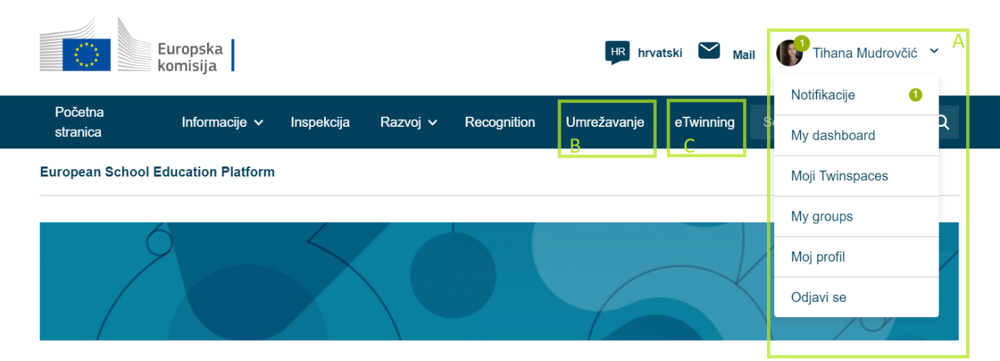 Europska
komisija
HR hrvatski Mail 1 Tihana Mudrovčić A
Početna
stranica
Informacije Inspekcija Razvoj Recognition Umrežavanje eTwinning
B C
Notifikacije 1
My dashboard
Moji Twinspaces
My groups
Moj profil
Odjavi se
European School Education Platform